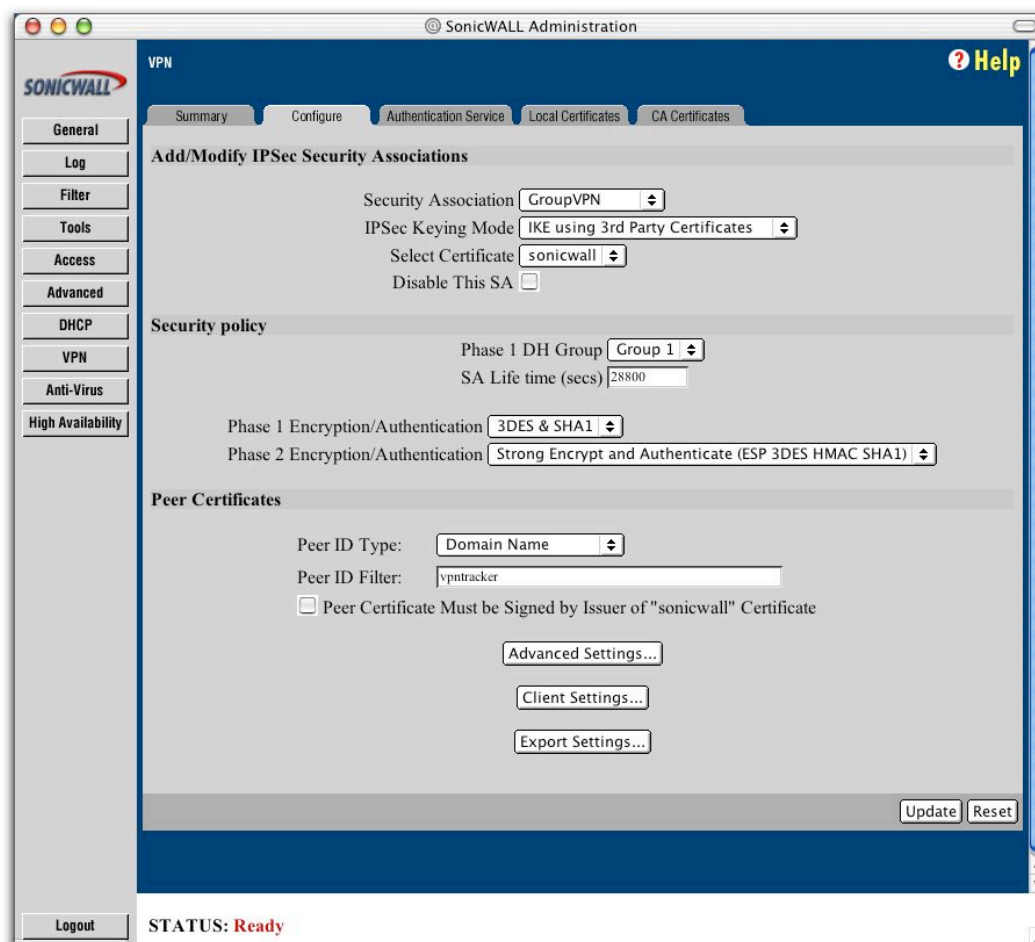 SonicWALL Administration
SONICWALL
General
Log
Filter
Tools
Access
Advanced
DHCP
VPN
Anti-Virus
High Availability
Logout
VPN
? Help
Summary
Configure
Authentication Service
Local Certificates
CA Certificates
Add/Modify IPSec Security Associations
Security Association GroupVPN
IPSec Keying Mode IKE using 3rd Party Certificates
Select Certificate sonicwall
Disable This SA
Security policy
Phase 1 DH Group Group 1
SA Life time (secs) 28800
Phase 1 Encryption/Authentication 3DES & SHA1
Phase 2 Encryption/Authentication Strong Encrypt and Authenticate (ESP 3DES HMAC SHA1)
Peer Certificates
Peer ID Type: Domain Name
Peer ID Filter: vpntracker
Peer Certificate Must be Signed by Issuer of "sonicwall" Certificate
Advanced Settings...
Client Settings...
Export Settings...
Update Reset
STATUS: Ready